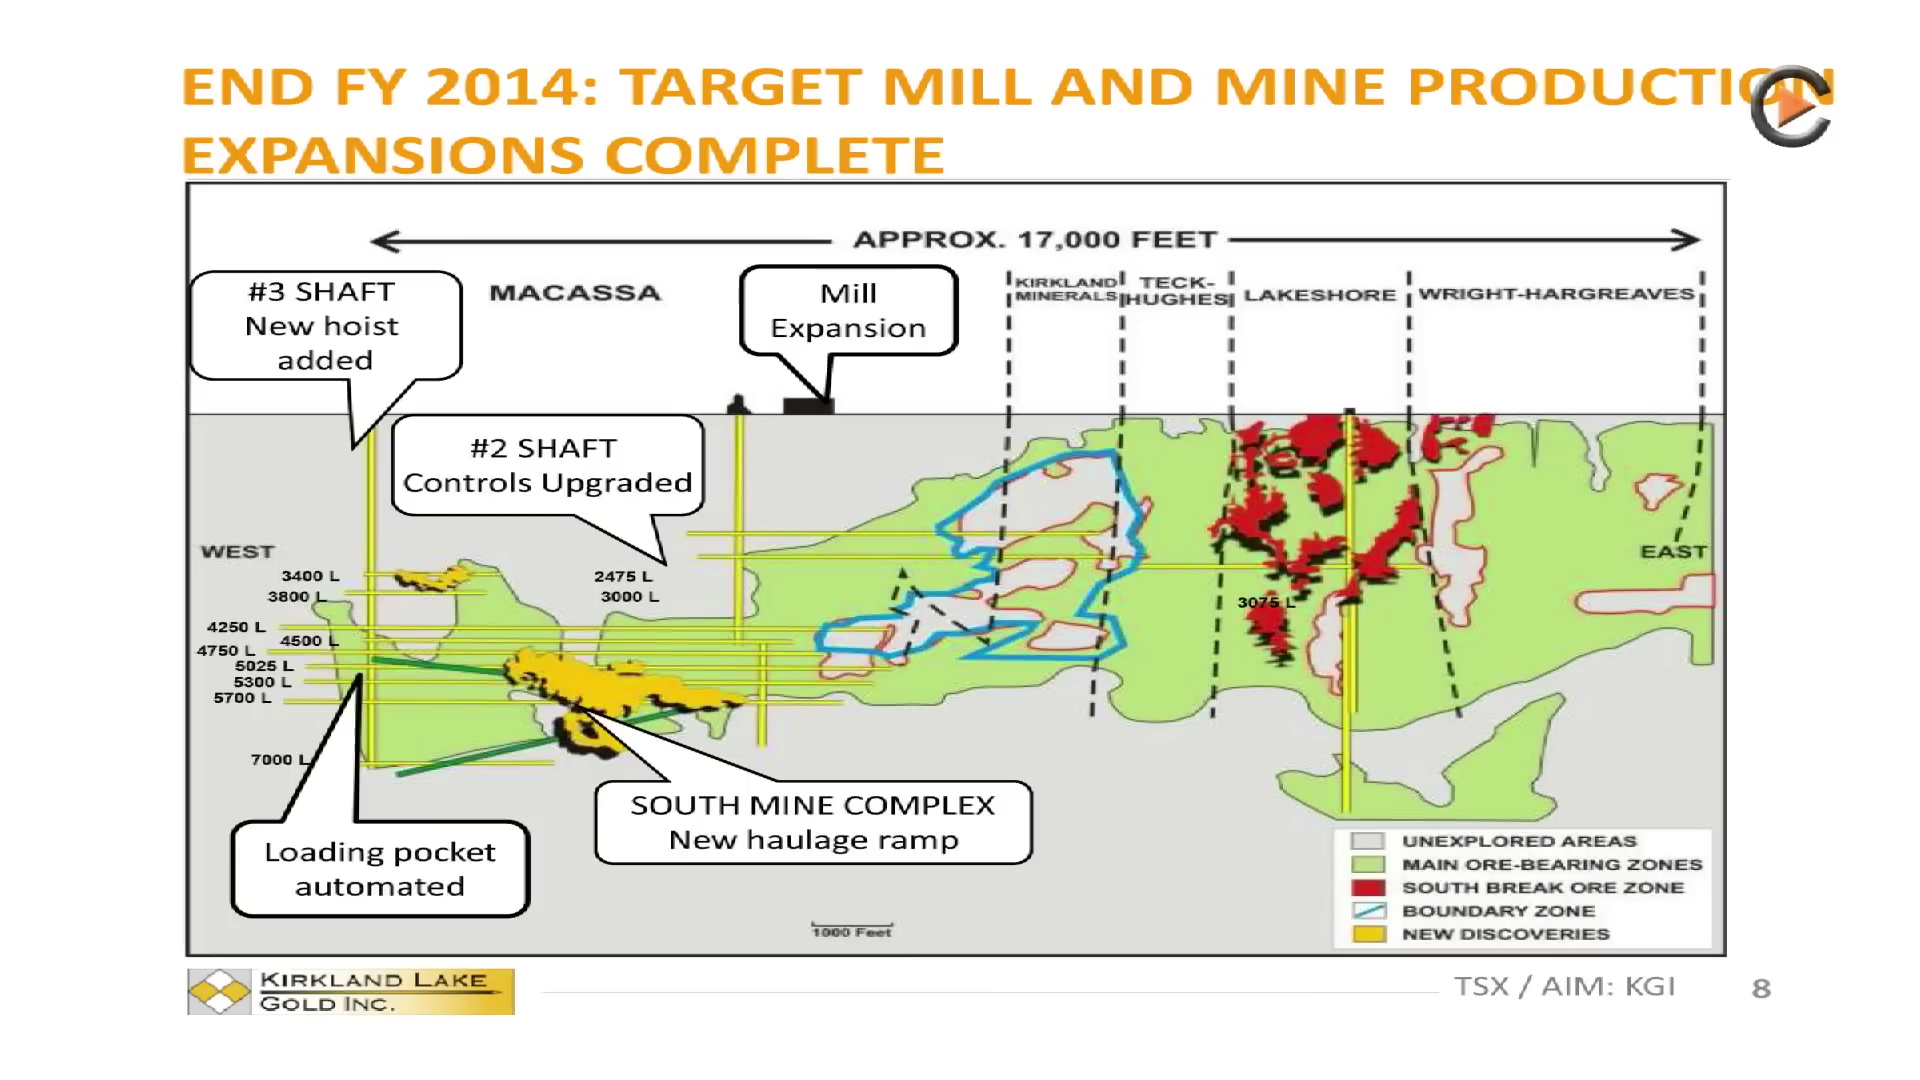 END FY 2014: TARGET MILL AND MINE PRODUCTION
EXPANSIONS COMPLETE
APPROX. 17,000 FEET
#3 SHAFT
New hoist
added
MACASSA
Mill
Expansion
KIRKLAND
MINERALS
TECK-
HUGHES
LAKESHORE
WRIGHT-HARGREAVES
#2 SHAFT
Controls Upgraded
WEST
EAST
3400 L
3800 L
2475 L
3000 L
3075 L
4250 L
4500 L
4750 L
5025 L
5300 L
5700 L
7000 L
SOUTH MINE COMPLEX
New haulage ramp
Loading pocket
automated
1000 Feet
UNEXPLORED AREAS
MAIN ORE-BEARING ZONES
SOUTH BREAK ORE ZONE
BOUNDARY ZONE
NEW DISCOVERIES
KIRKLAND LAKE
GOLD INC.
TSX / AIM: KGI
8